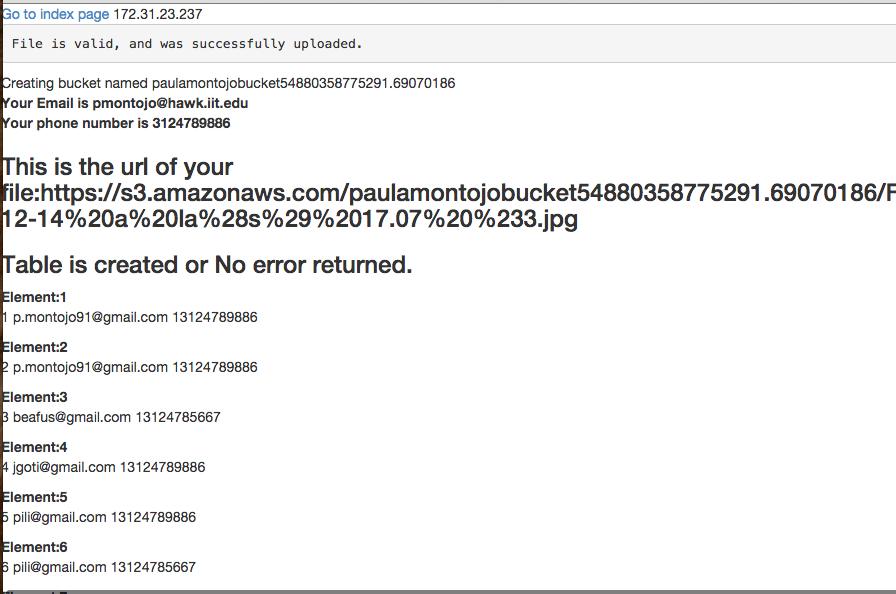 Go to index page 172.31.23.237
File is valid, and was successfully uploaded.
Creating bucket named paulamontojobucket54880358775291.69070186
Your Email is pmontojo@hawk.iit.edu
Your phone number is 3124789886
This is the url of your
file:https://s3.amazonaws.com/paulamontojobucket54880358775291.69070186/F
12-14%20a%20la%28s%29%2017.07%20%233.jpg
Table is created or No error returned.
Element:1
1 p.montojo91@gmail.com 13124789886
Element:2
2 p.montojo91@gmail.com 13124789886
Element:3
3 beafus@gmail.com 13124785667
Element:4
4 jgoti@gmail.com 13124789886
Element:5
5 pili@gmail.com 13124789886
Element:6
6 pili@gmail.com 13124785667